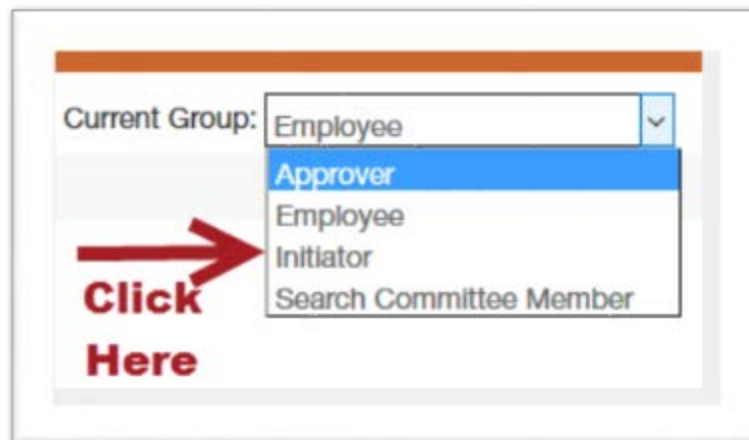 Current Group: Employee
Approver
Employee
Initiator
Search Committee Member
Click
Here